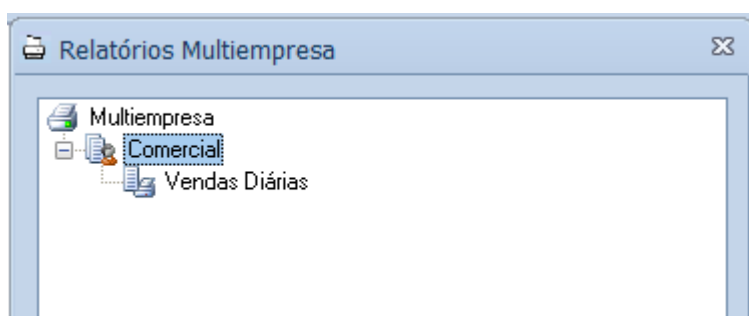 Relatórios Multiempresa
Multiempresa
Comercial
Vendas Diárias